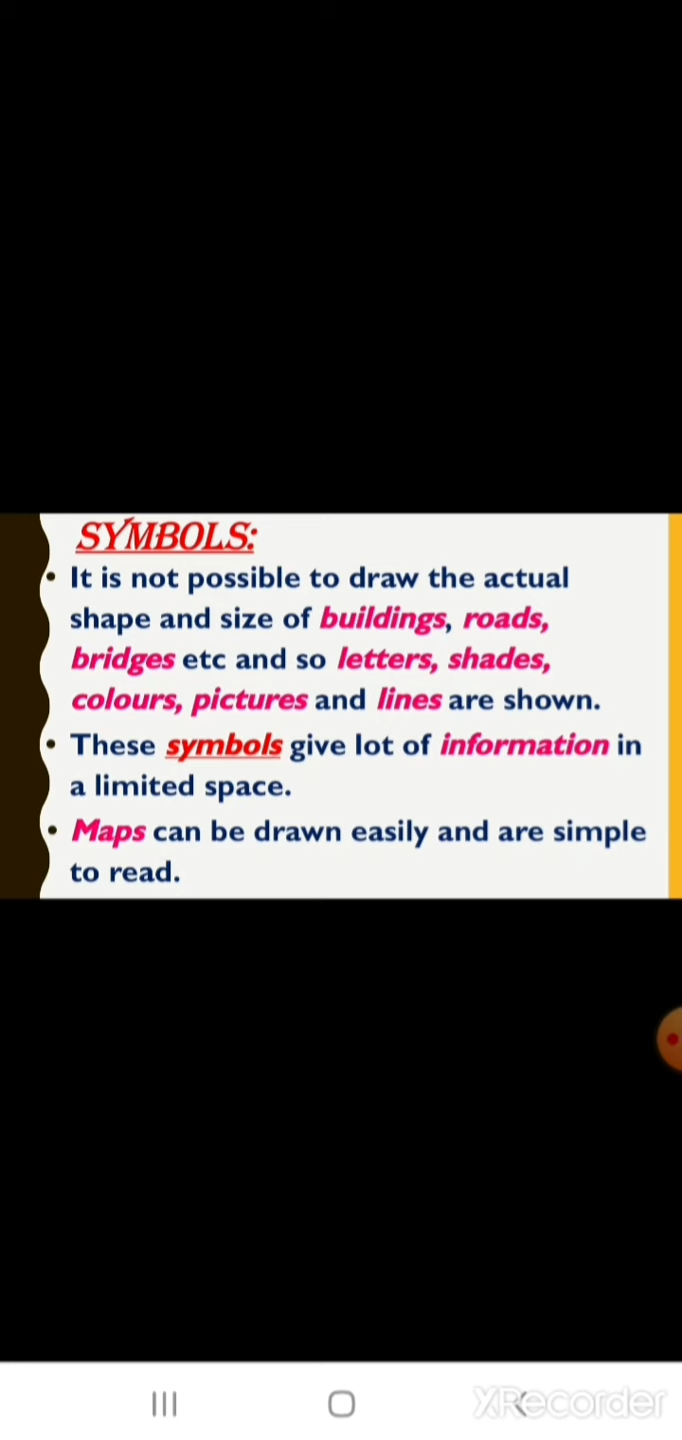 SYMBOLS:
• It is not possible to draw the actual
shape and size of buildings, roads,
bridges etc and so letters, shades,
colours, pictures and lines are shown.
• These symbols give lot of information in
a limited space.
• Maps can be drawn easily and are simple
to read.
XRecorder